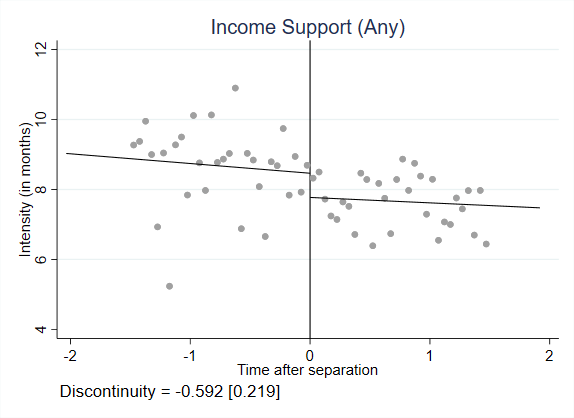 Income Support (Any)
12
10
8
6
4
Intensity (in months)
-2
-1
0
1
2
Time after separation
Discontinuity = -0.592 [0.219]